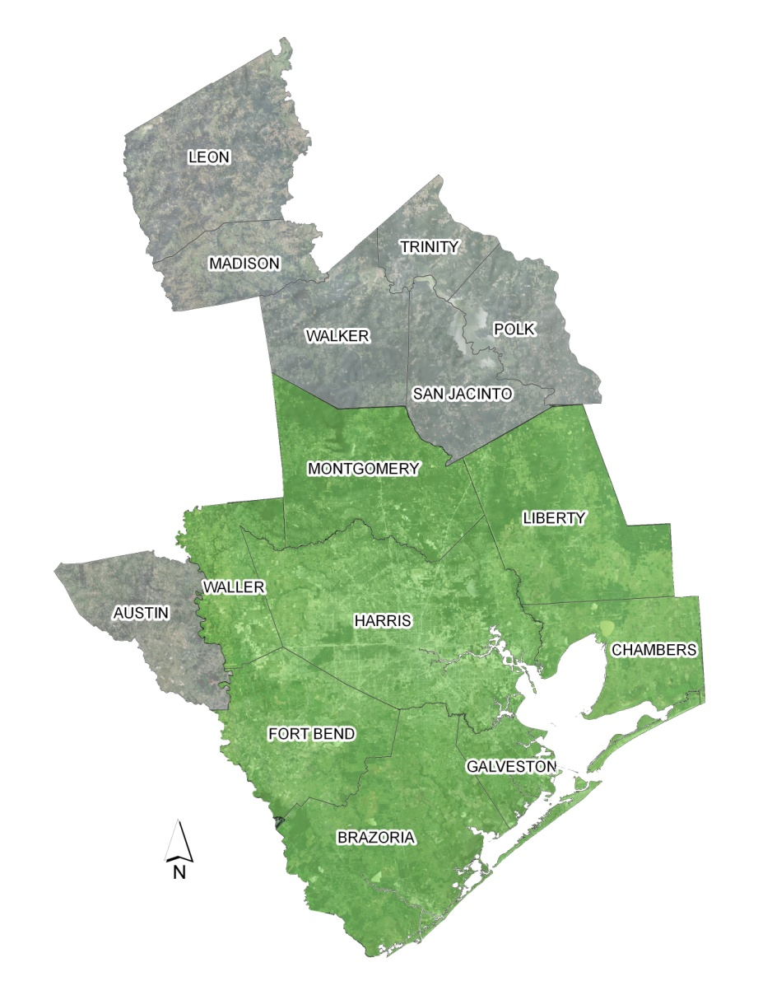 LEON
MADISON
TRINITY
WALKER
POLK
SAN JACINTO
MONTGOMERY
LIBERTY
WALLER
AUSTIN
HARRIS
CHAMBERS
FORT BEND
GALVESTON
BRAZORIA
N